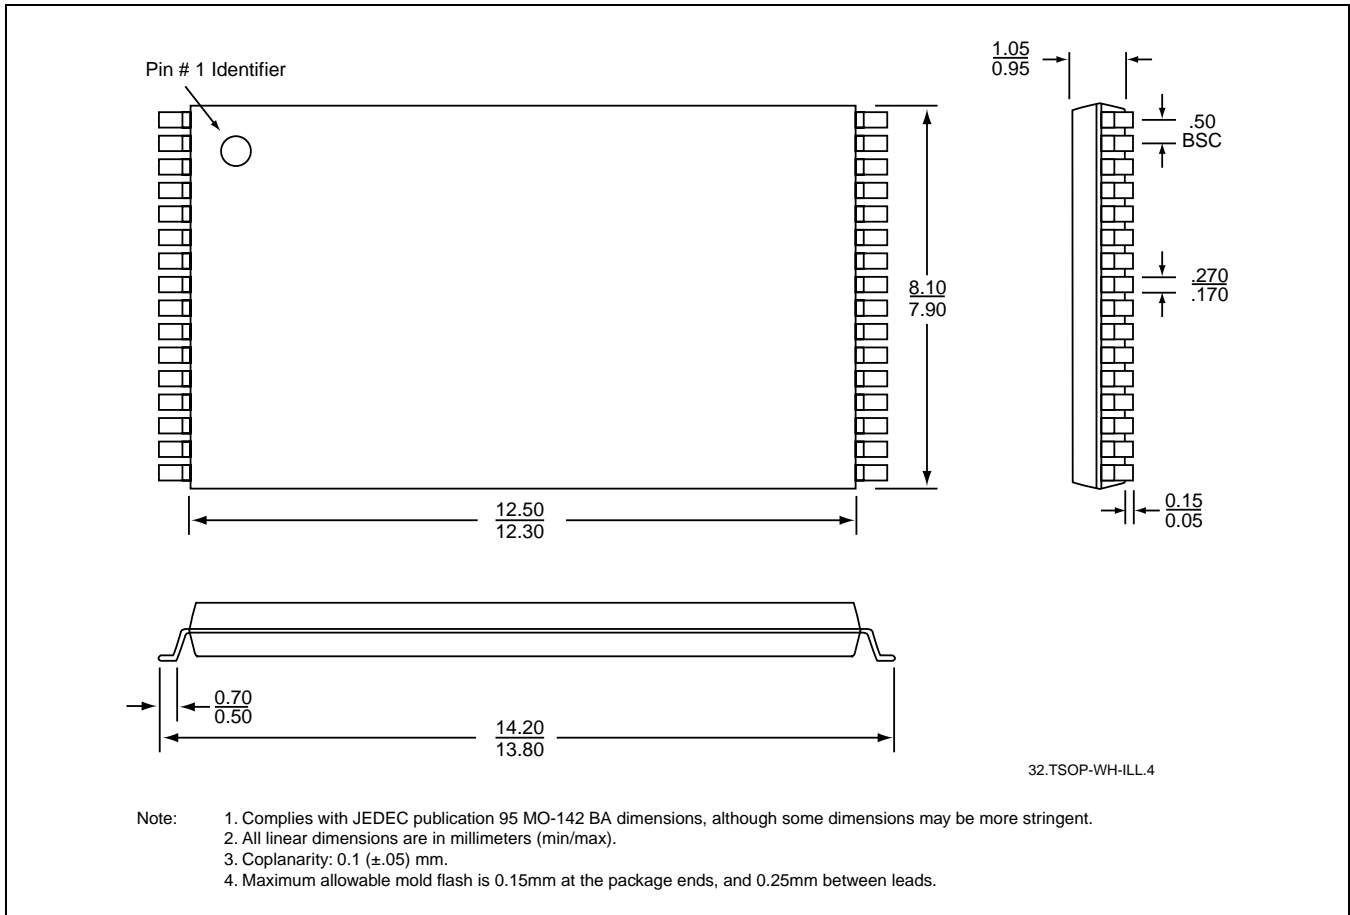 Pin # 1 Identifier
1.05
0.95
.50
BSC
8.10
7.90
.270
.170
12.50
12.30
0.15
0.05
0.70
0.50
14.20
13.80
32.TSOP-WH-ILL.4
Note: 1. Complies with JEDEC publication 95 MO-142 BA dimensions, although some dimensions may be more stringent.
2. All linear dimensions are in millimeters (min/max).
3. Coplanarity: 0.1 (±.05) mm.
4. Maximum allowable mold flash is 0.15mm at the package ends, and 0.25mm between leads.